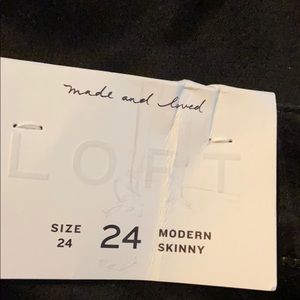 made and loved
LOFT
SIZE 24 MODERN
24 SKINNY